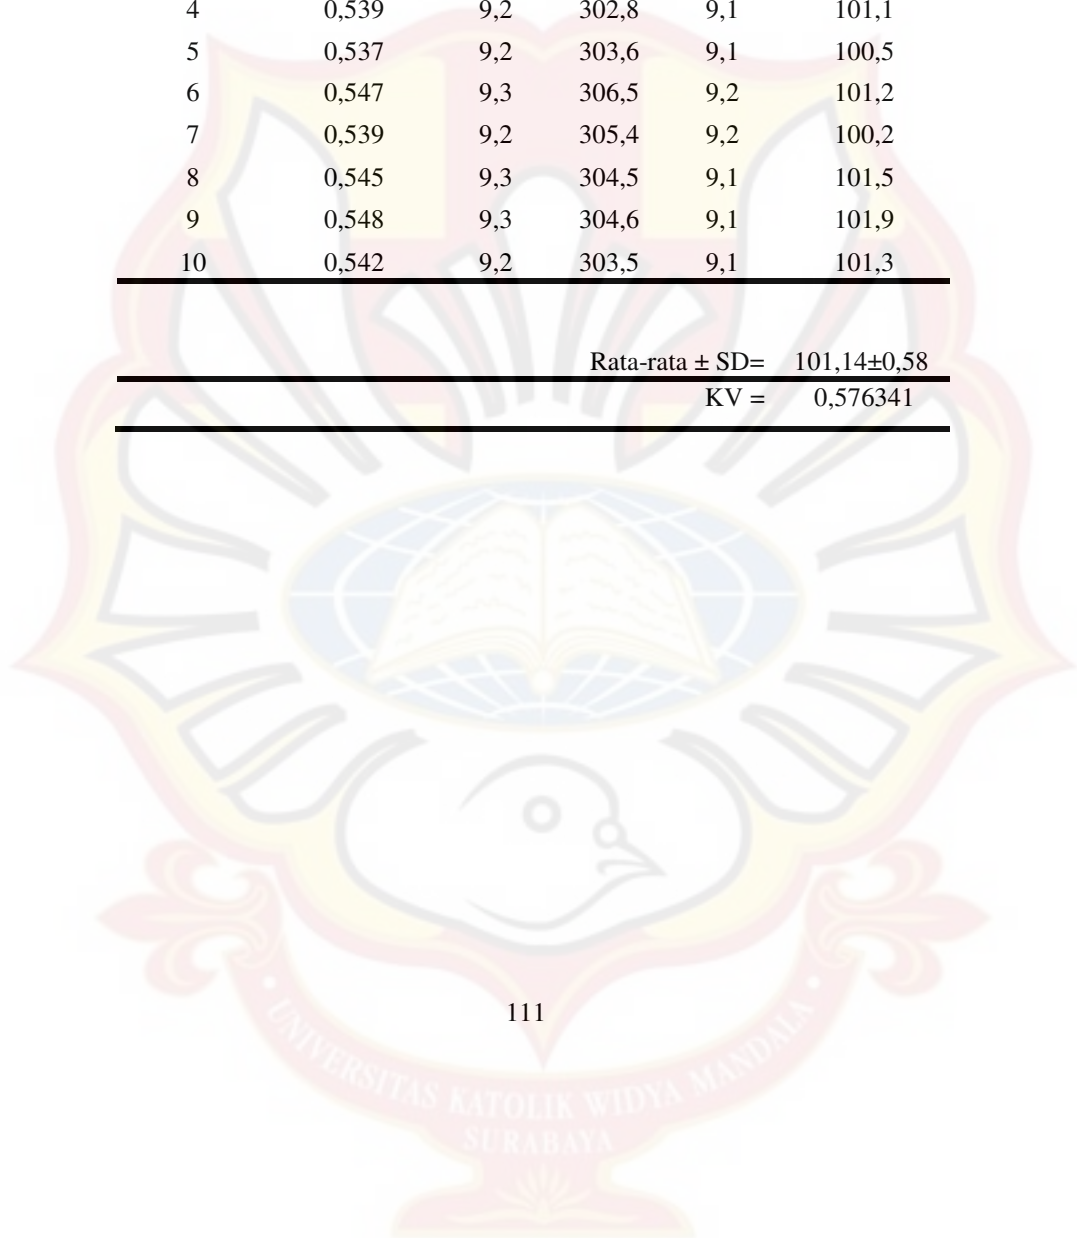 4 0,539 9,2 302,8 9,1 101,1
5 0,537 9,2 303,6 9,1 100,5
6 0,547 9,3 306,5 9,2 101,2
7 0,539 9,2 305,4 9,2 100,2
8 0,545 9,3 304,5 9,1 101,5
9 0,548 9,3 304,6 9,1 101,9
10 0,542 9,2 303,5 9,1 101,3
Rata-rata ± SD= 101,14±0,58
KV = 0,576341
111
UNIVERSITAS KATOLIK WIDYA MANDALA
SURABAYA